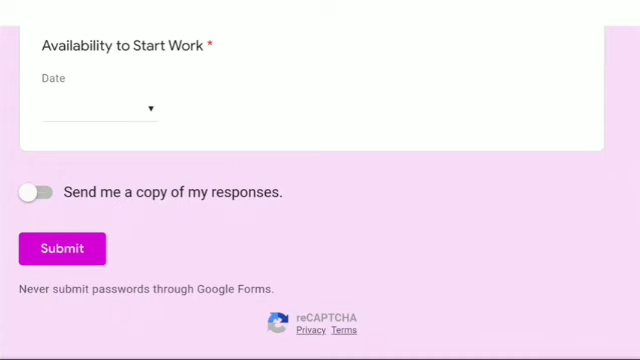 Availability to Start Work *
Date
Send me a copy of my responses.
Submit
Never submit passwords through Google Forms.
reCAPTCHA
Privacy Terms